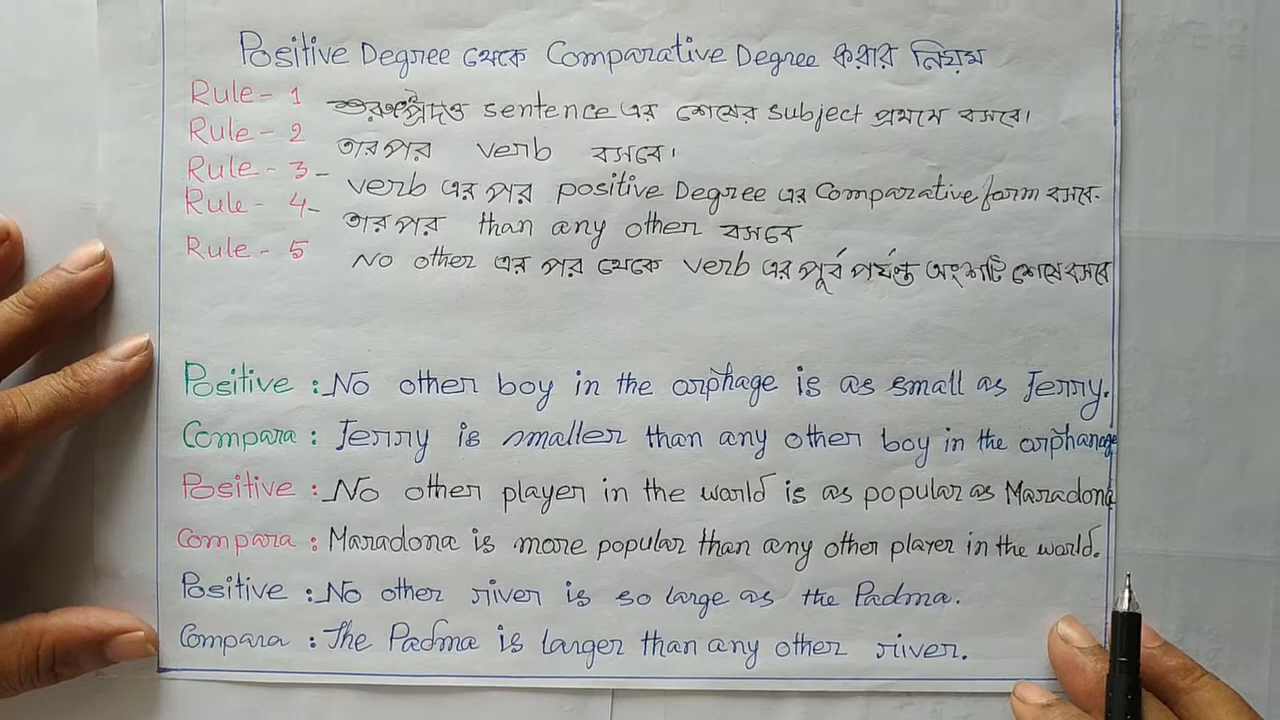 Positive Degree থেকে Comparative Degree করার নিয়ম
Rule - 1 প্রদত্ত sentence এর শেষের subject প্রথমে বসবে।
Rule - 2 তারপর verb বসবে।
Rule - 3 - verb এর পর positive Degree এর Comparative form বসবে-
Rule - 4 - তারপর than any other বসবে
Rule - 5 No other এর পর থেকে verb এর পূর্ব পর্যন্ত অংশটি শেষে বসবে
Positive : No other boy in the orphage is as small as Jerry.
Compara : Jerry is smaller than any other boy in the orphanage
Positive : No other player in the world is as popular as Maradona
Compara : Maradona is more popular than any other player in the world.
Positive : No other river is so large as the Padma.
Compara : The Padma is larger than any other river.